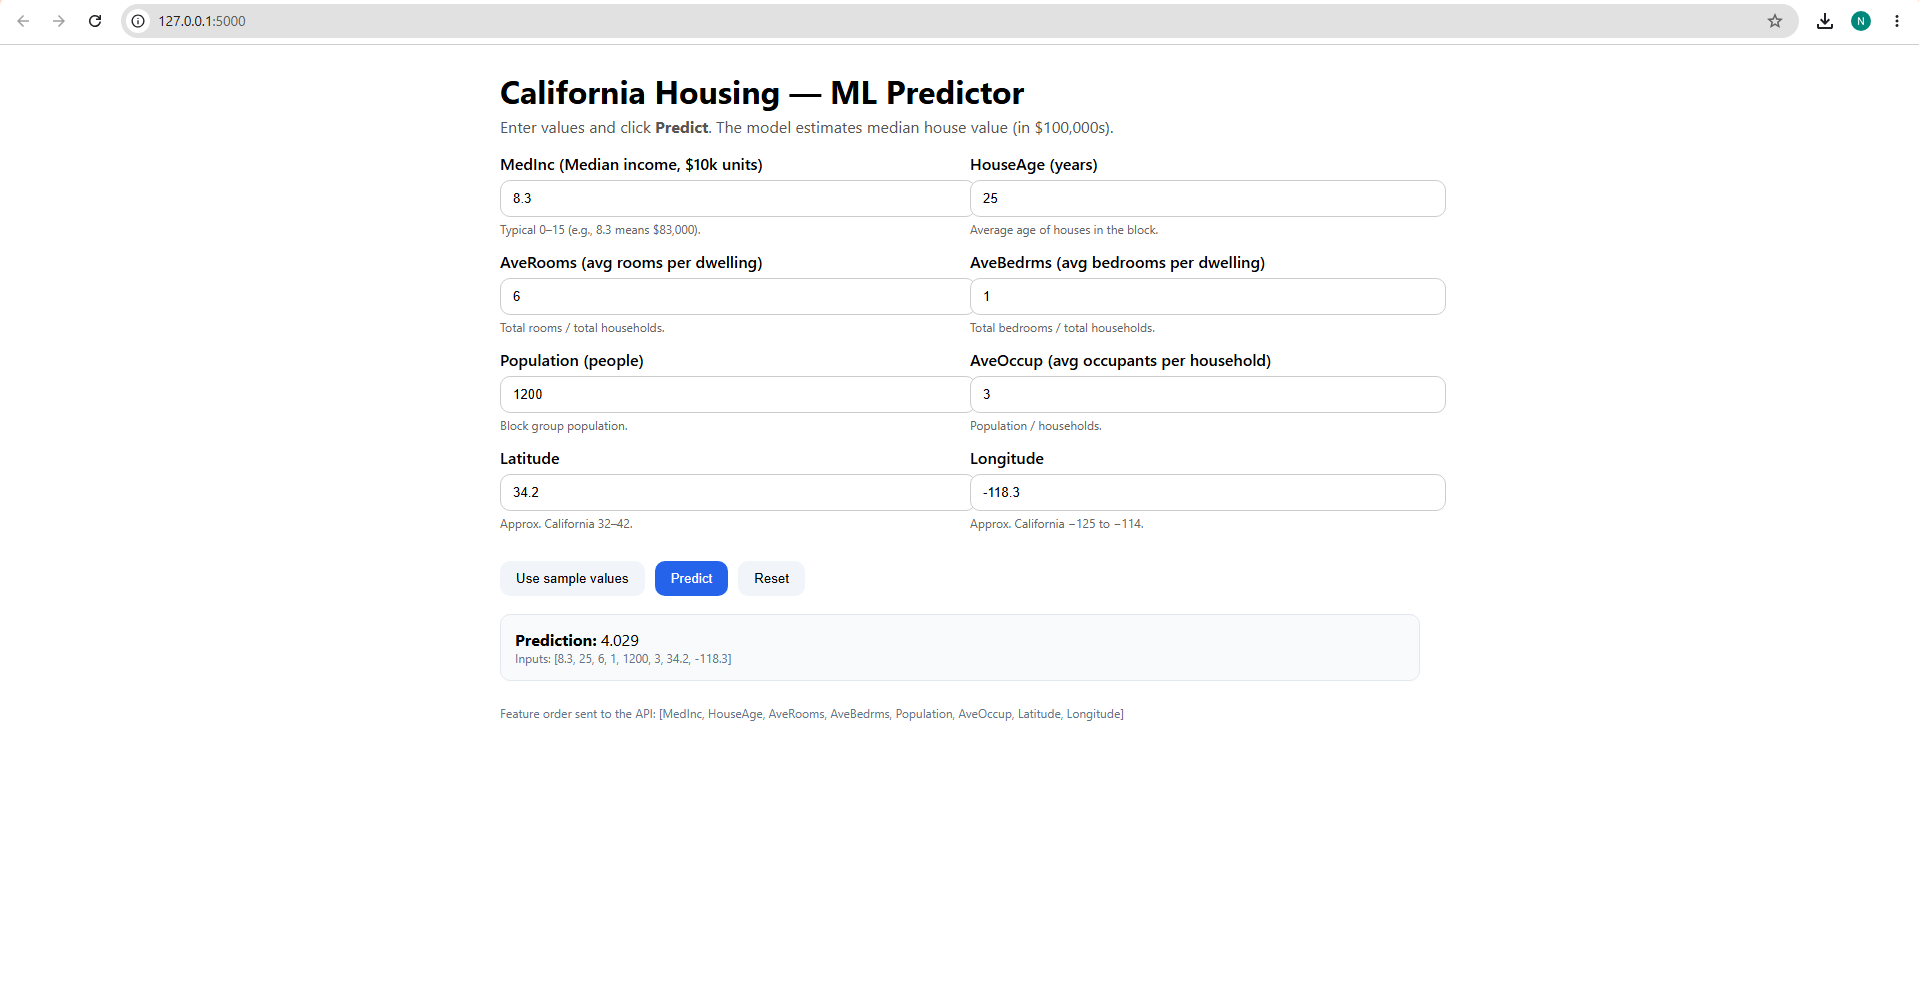 127.0.0.1:5000
N
California Housing — ML Predictor
Enter values and click Predict. The model estimates median house value (in $100,000s).
MedInc (Median income, $10k units)
HouseAge (years)
8.3
25
Typical 0–15 (e.g., 8.3 means $83,000).
Average age of houses in the block.
AveRooms (avg rooms per dwelling)
AveBedrms (avg bedrooms per dwelling)
6
1
Total rooms / total households.
Total bedrooms / total households.
Population (people)
AveOccup (avg occupants per household)
1200
3
Block group population.
Population / households.
Latitude
Longitude
34.2
-118.3
Approx. California 32–42.
Approx. California −125 to −114.
Use sample values
Predict
Reset
Prediction: 4.029
Inputs: [8.3, 25, 6, 1, 1200, 3, 34.2, -118.3]
Feature order sent to the API: [MedInc, HouseAge, AveRooms, AveBedrms, Population, AveOccup, Latitude, Longitude]